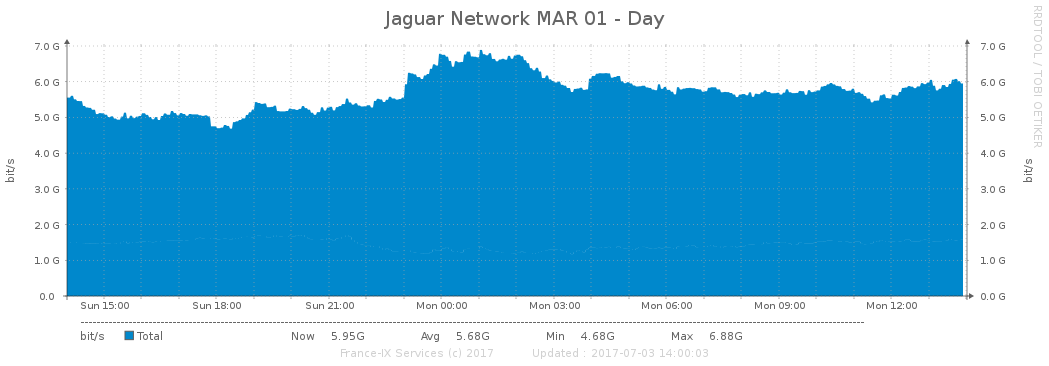 Jaguar Network MAR 01 - Day
RRDTOOL / TOBI OETIKER
7.0 G 7.0 G
6.0 G 6.0 G
5.0 G 5.0 G
4.0 G 4.0 G
3.0 G 3.0 G
2.0 G 2.0 G
1.0 G 1.0 G
0.0 0.0 G
bit/s bit/s
Sun 15:00 Sun 18:00 Sun 21:00 Mon 00:00 Mon 03:00 Mon 06:00 Mon 09:00 Mon 12:00
bit/s Total Now 5.95G Avg 5.68G Min 4.68G Max 6.88G
France-IX Services (c) 2017 Updated : 2017-07-03 14:00:03